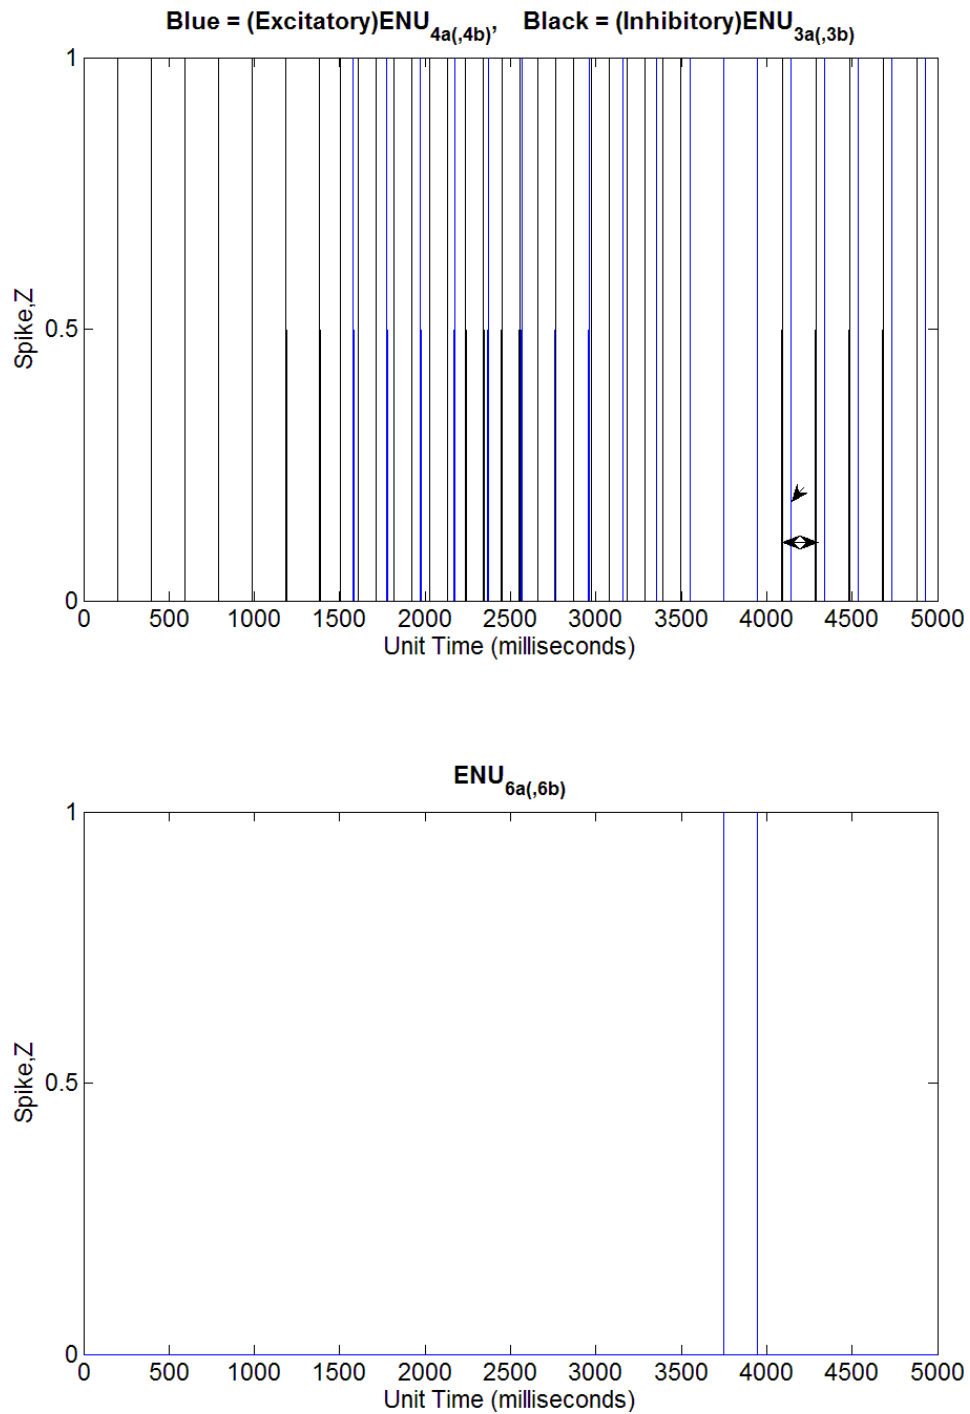 Blue = (Excitatory)ENU4a(,4b),   Black = (Inhibitory)ENU3a(,3b)
1
0.5
0
Spike,Z
0 500 1000 1500 2000 2500 3000 3500 4000 4500 5000
Unit Time (milliseconds)
ENU6a(,6b)
1
0.5
0
Spike,Z
0 500 1000 1500 2000 2500 3000 3500 4000 4500 5000
Unit Time (milliseconds)